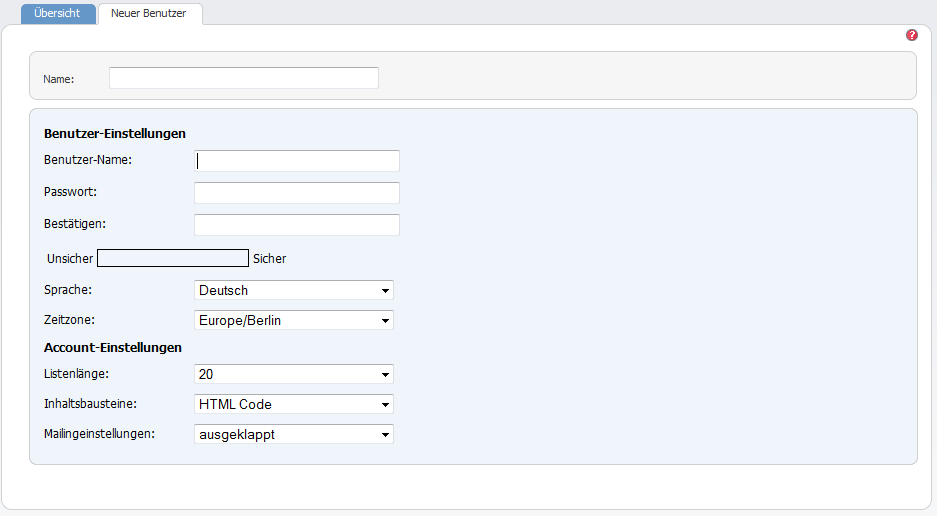 Übersicht Neuer Benutzer
?
Name:
Benutzer-Einstellungen
Benutzer-Name:
Passwort:
Bestätigen:
Unsicher Sicher
Sprache: Deutsch
Zeitzone: Europe/Berlin
Account-Einstellungen
Listenlänge: 20
Inhaltsbausteine: HTML Code
Mailingeinstellungen: ausgeklappt